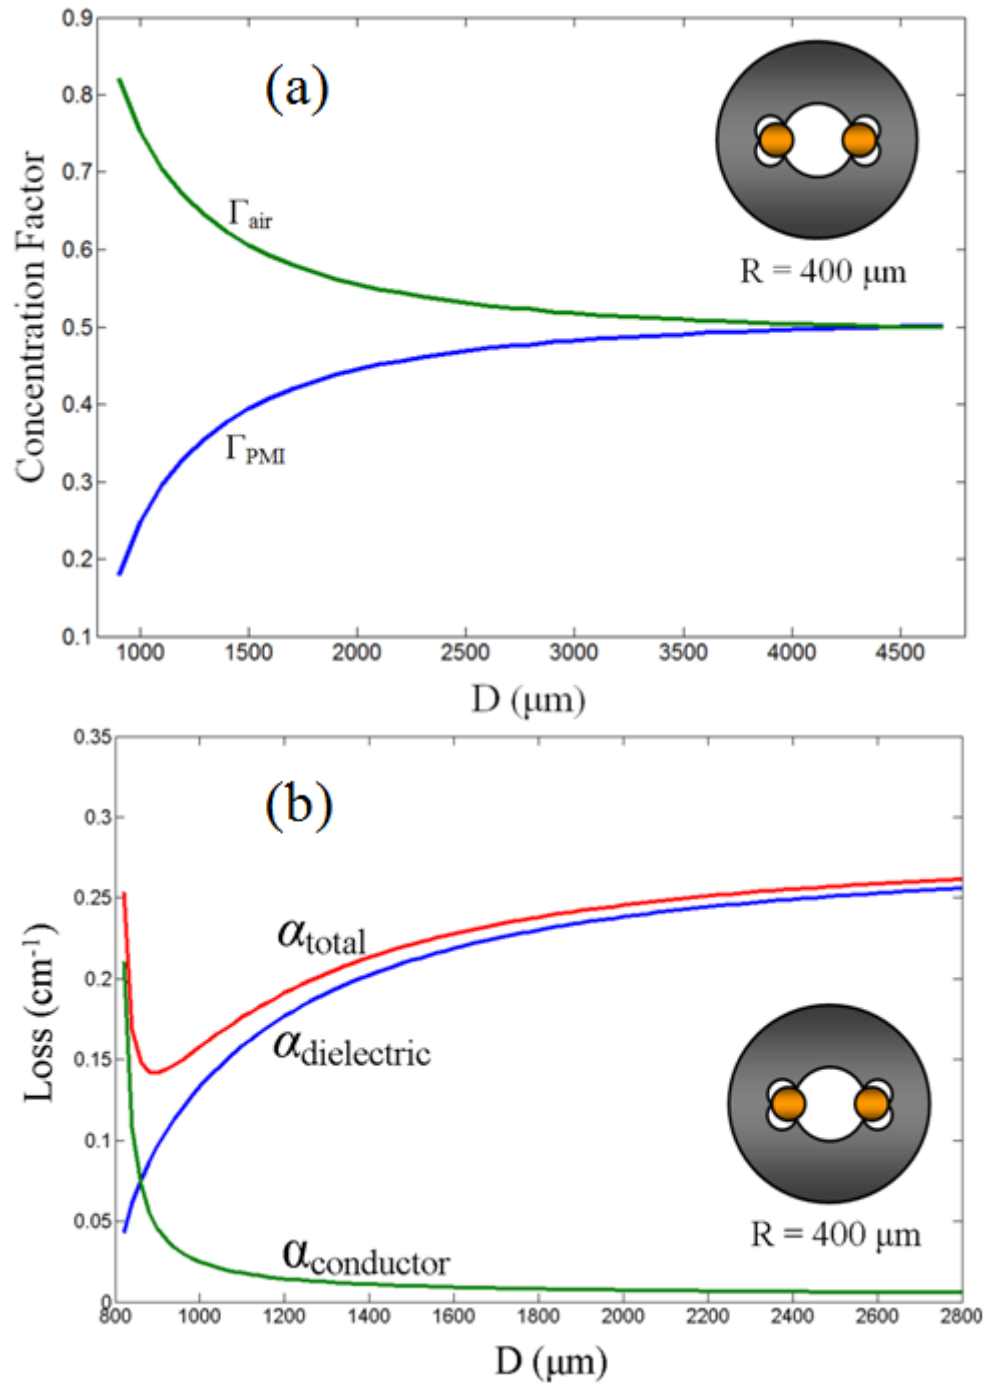 (a)
Concentration Factor
0.9
0.8
0.7
0.6
0.5
0.4
0.3
0.2
0.1
Γair
ΓPMI
R = 400 μm
1000 1500 2000 2500 3000 3500 4000 4500
D (μm)
(b)
Loss (cm-1)
0.35
0.3
0.25
0.2
0.15
0.1
0.05
0
αtotal
αdielectric
αconductor
R = 400 μm
800 1000 1200 1400 1600 1800 2000 2200 2400 2600 2800
D (μm)